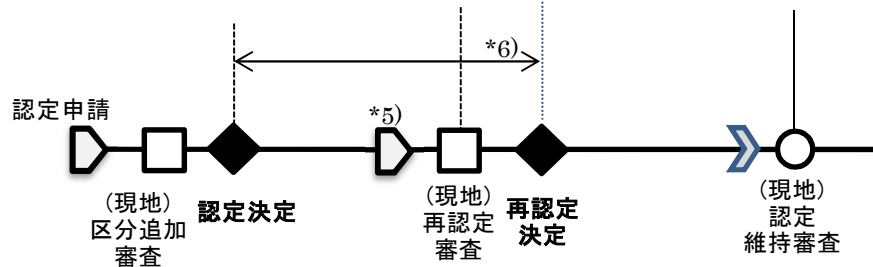 *6)
認定申請
*5)
（現地）
区分追加
審査
認定決定
（現地）
再認定
審査
再認定
決定
（現地）
認定
維持審査